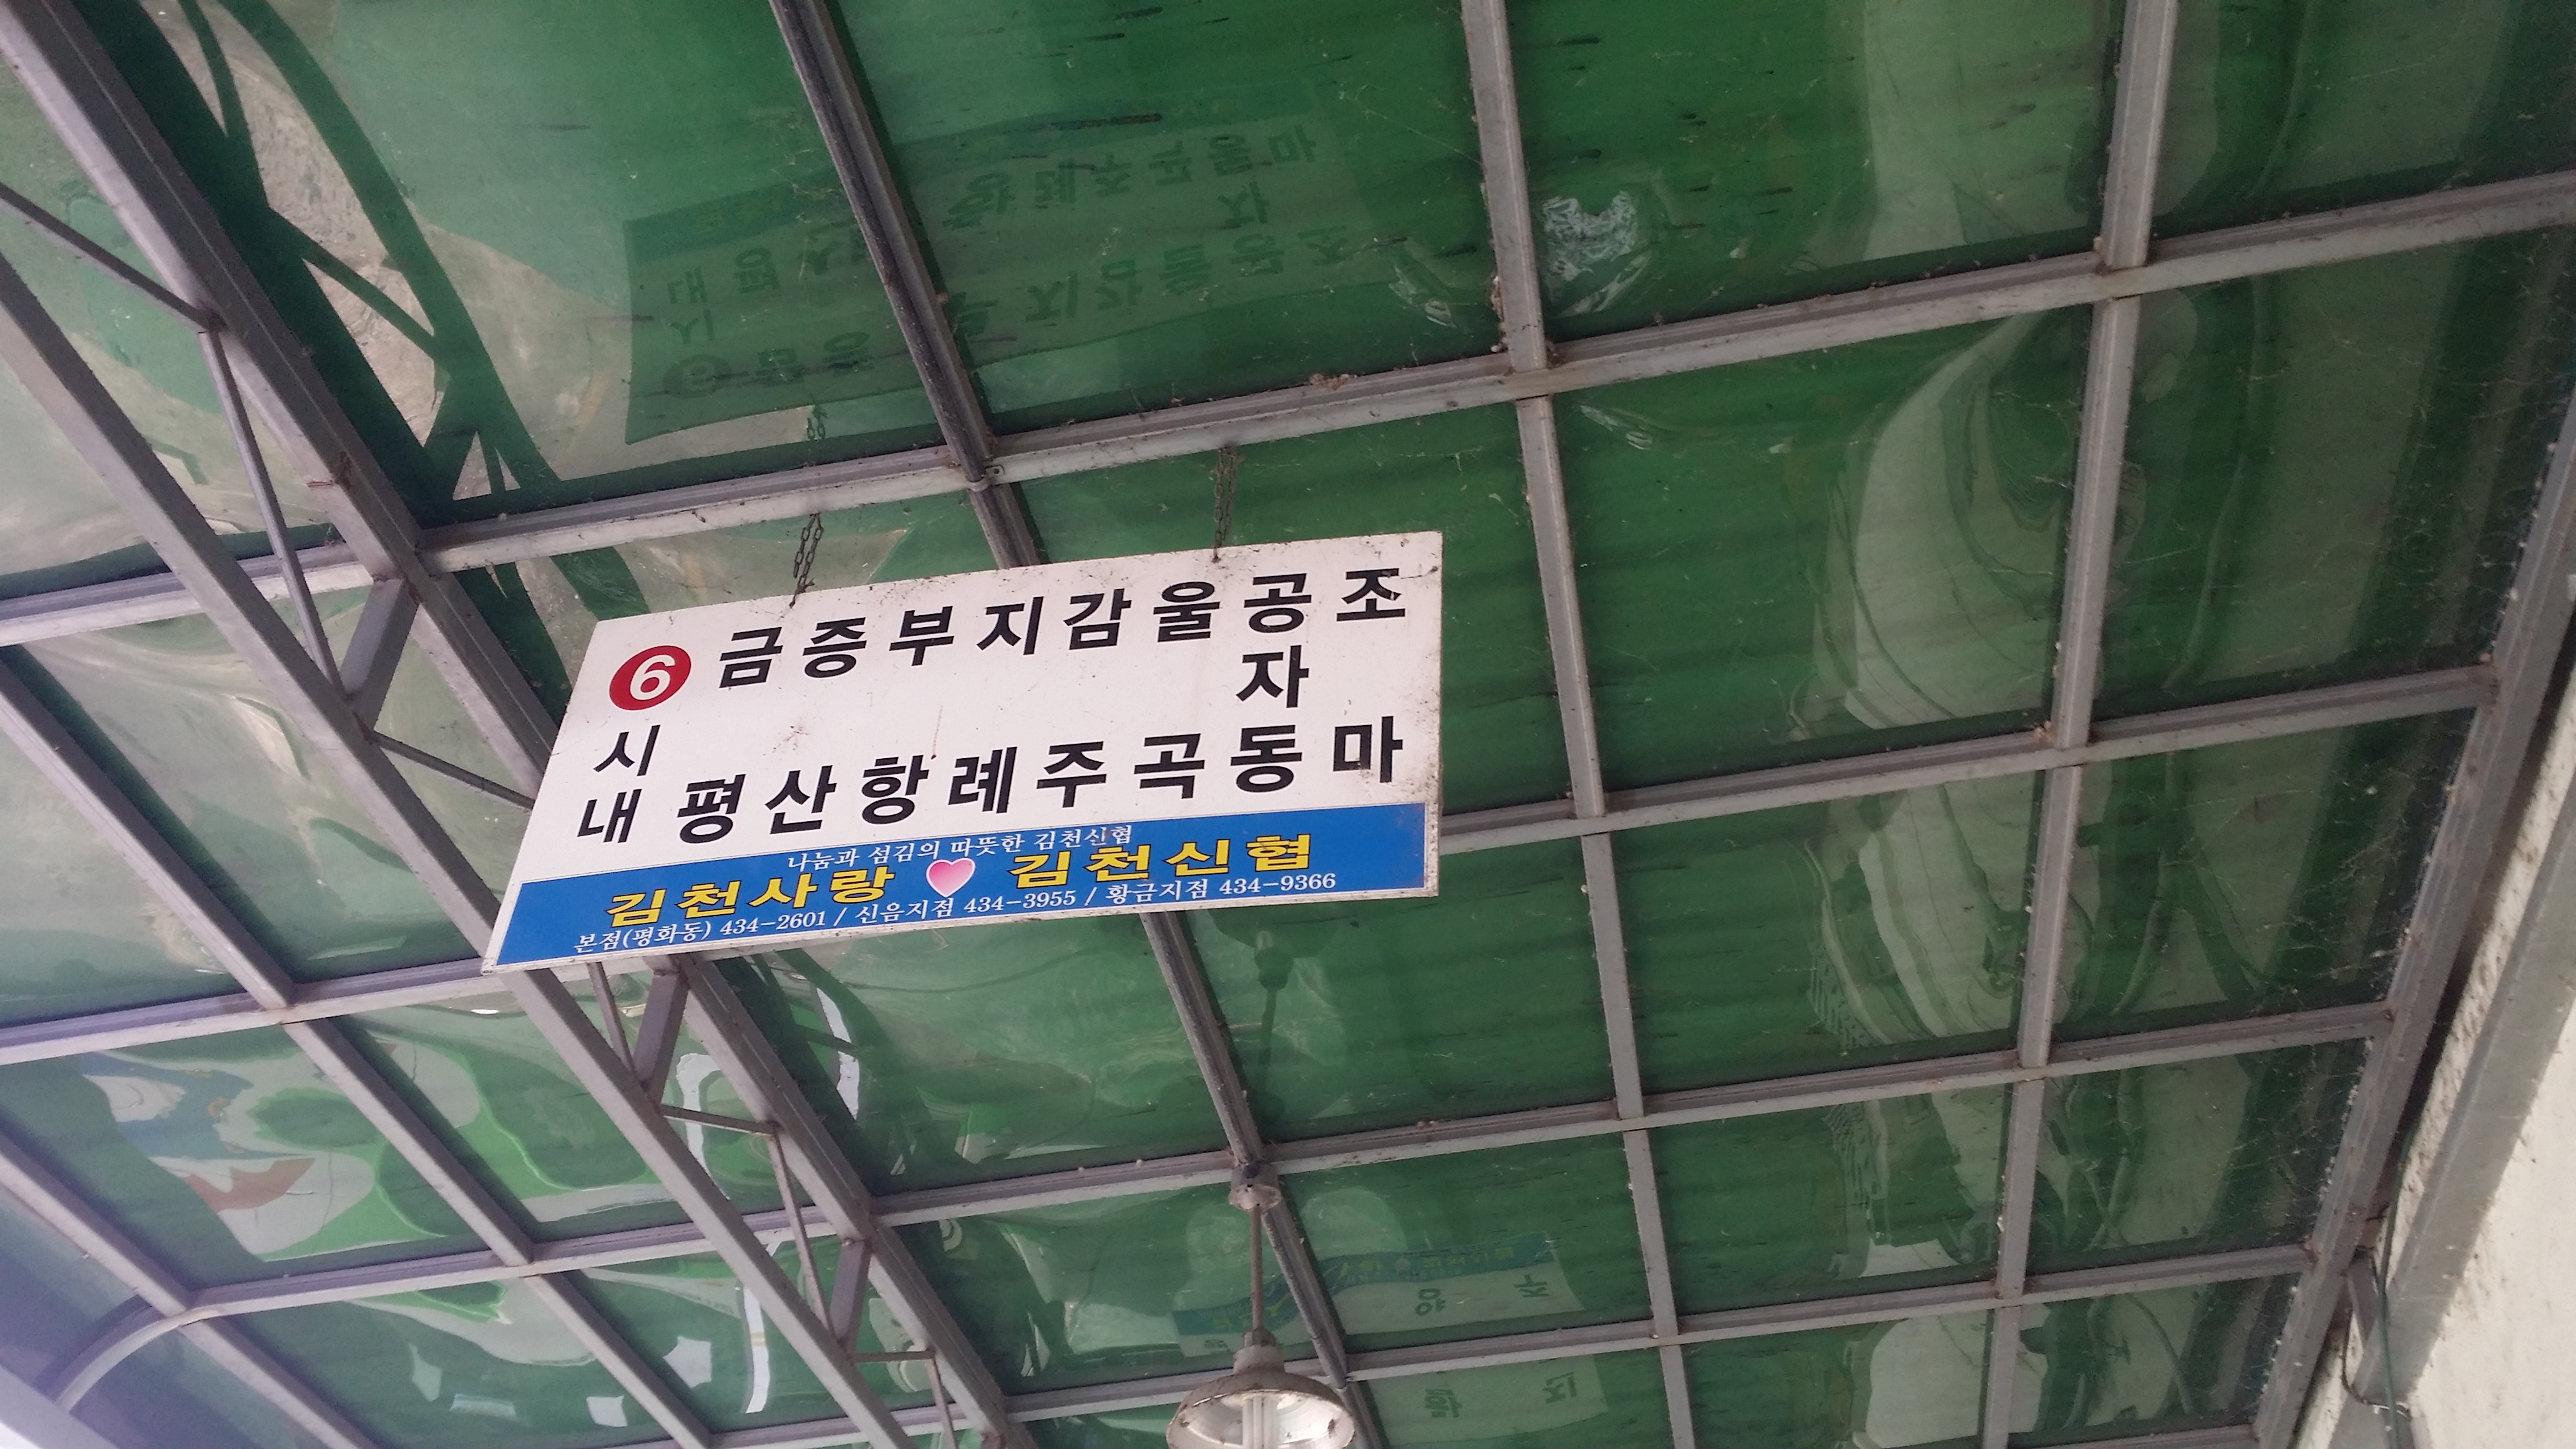 6 금증부지감울공조
자
시
내 평산항례주곡동마
나눔과 섬김의 따뜻한 김천신협
김천사랑 김천신협
본점(평화동) 434-2601 / 신음지점 434-3955 / 황금지점 434-9366